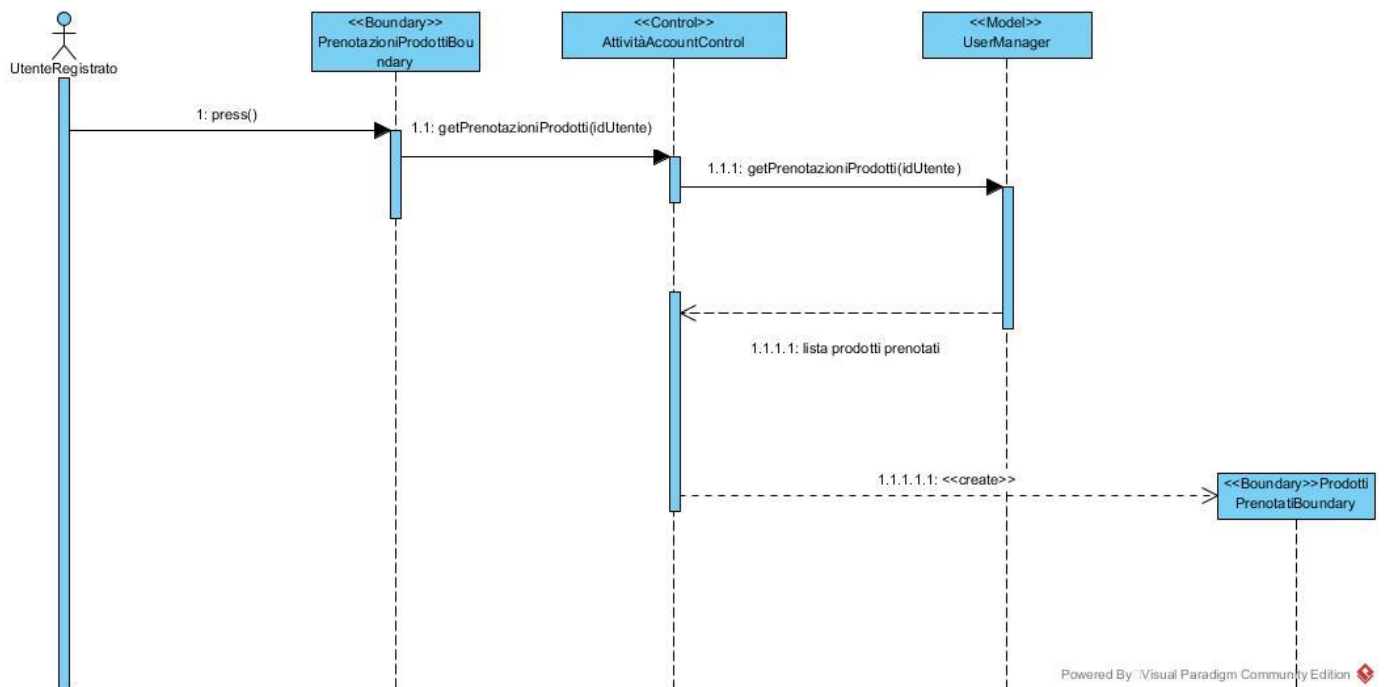 <<Boundary>>
PrenotazioniProdottiBou
ndary
<<Control>>
AttivitàAccountControl
<<Model>>
UserManager
UtenteRegistrato
1: press()
1.1: getPrenotazioniProdotti(idUtente)
1.1.1: getPrenotazioniProdotti(idUtente)
1.1.1.1: lista prodotti prenotati
1.1.1.1.1: <<create>>
<<Boundary>>Prodotti
PrenotatiBoundary
Powered By Visual Paradigm Community Edition